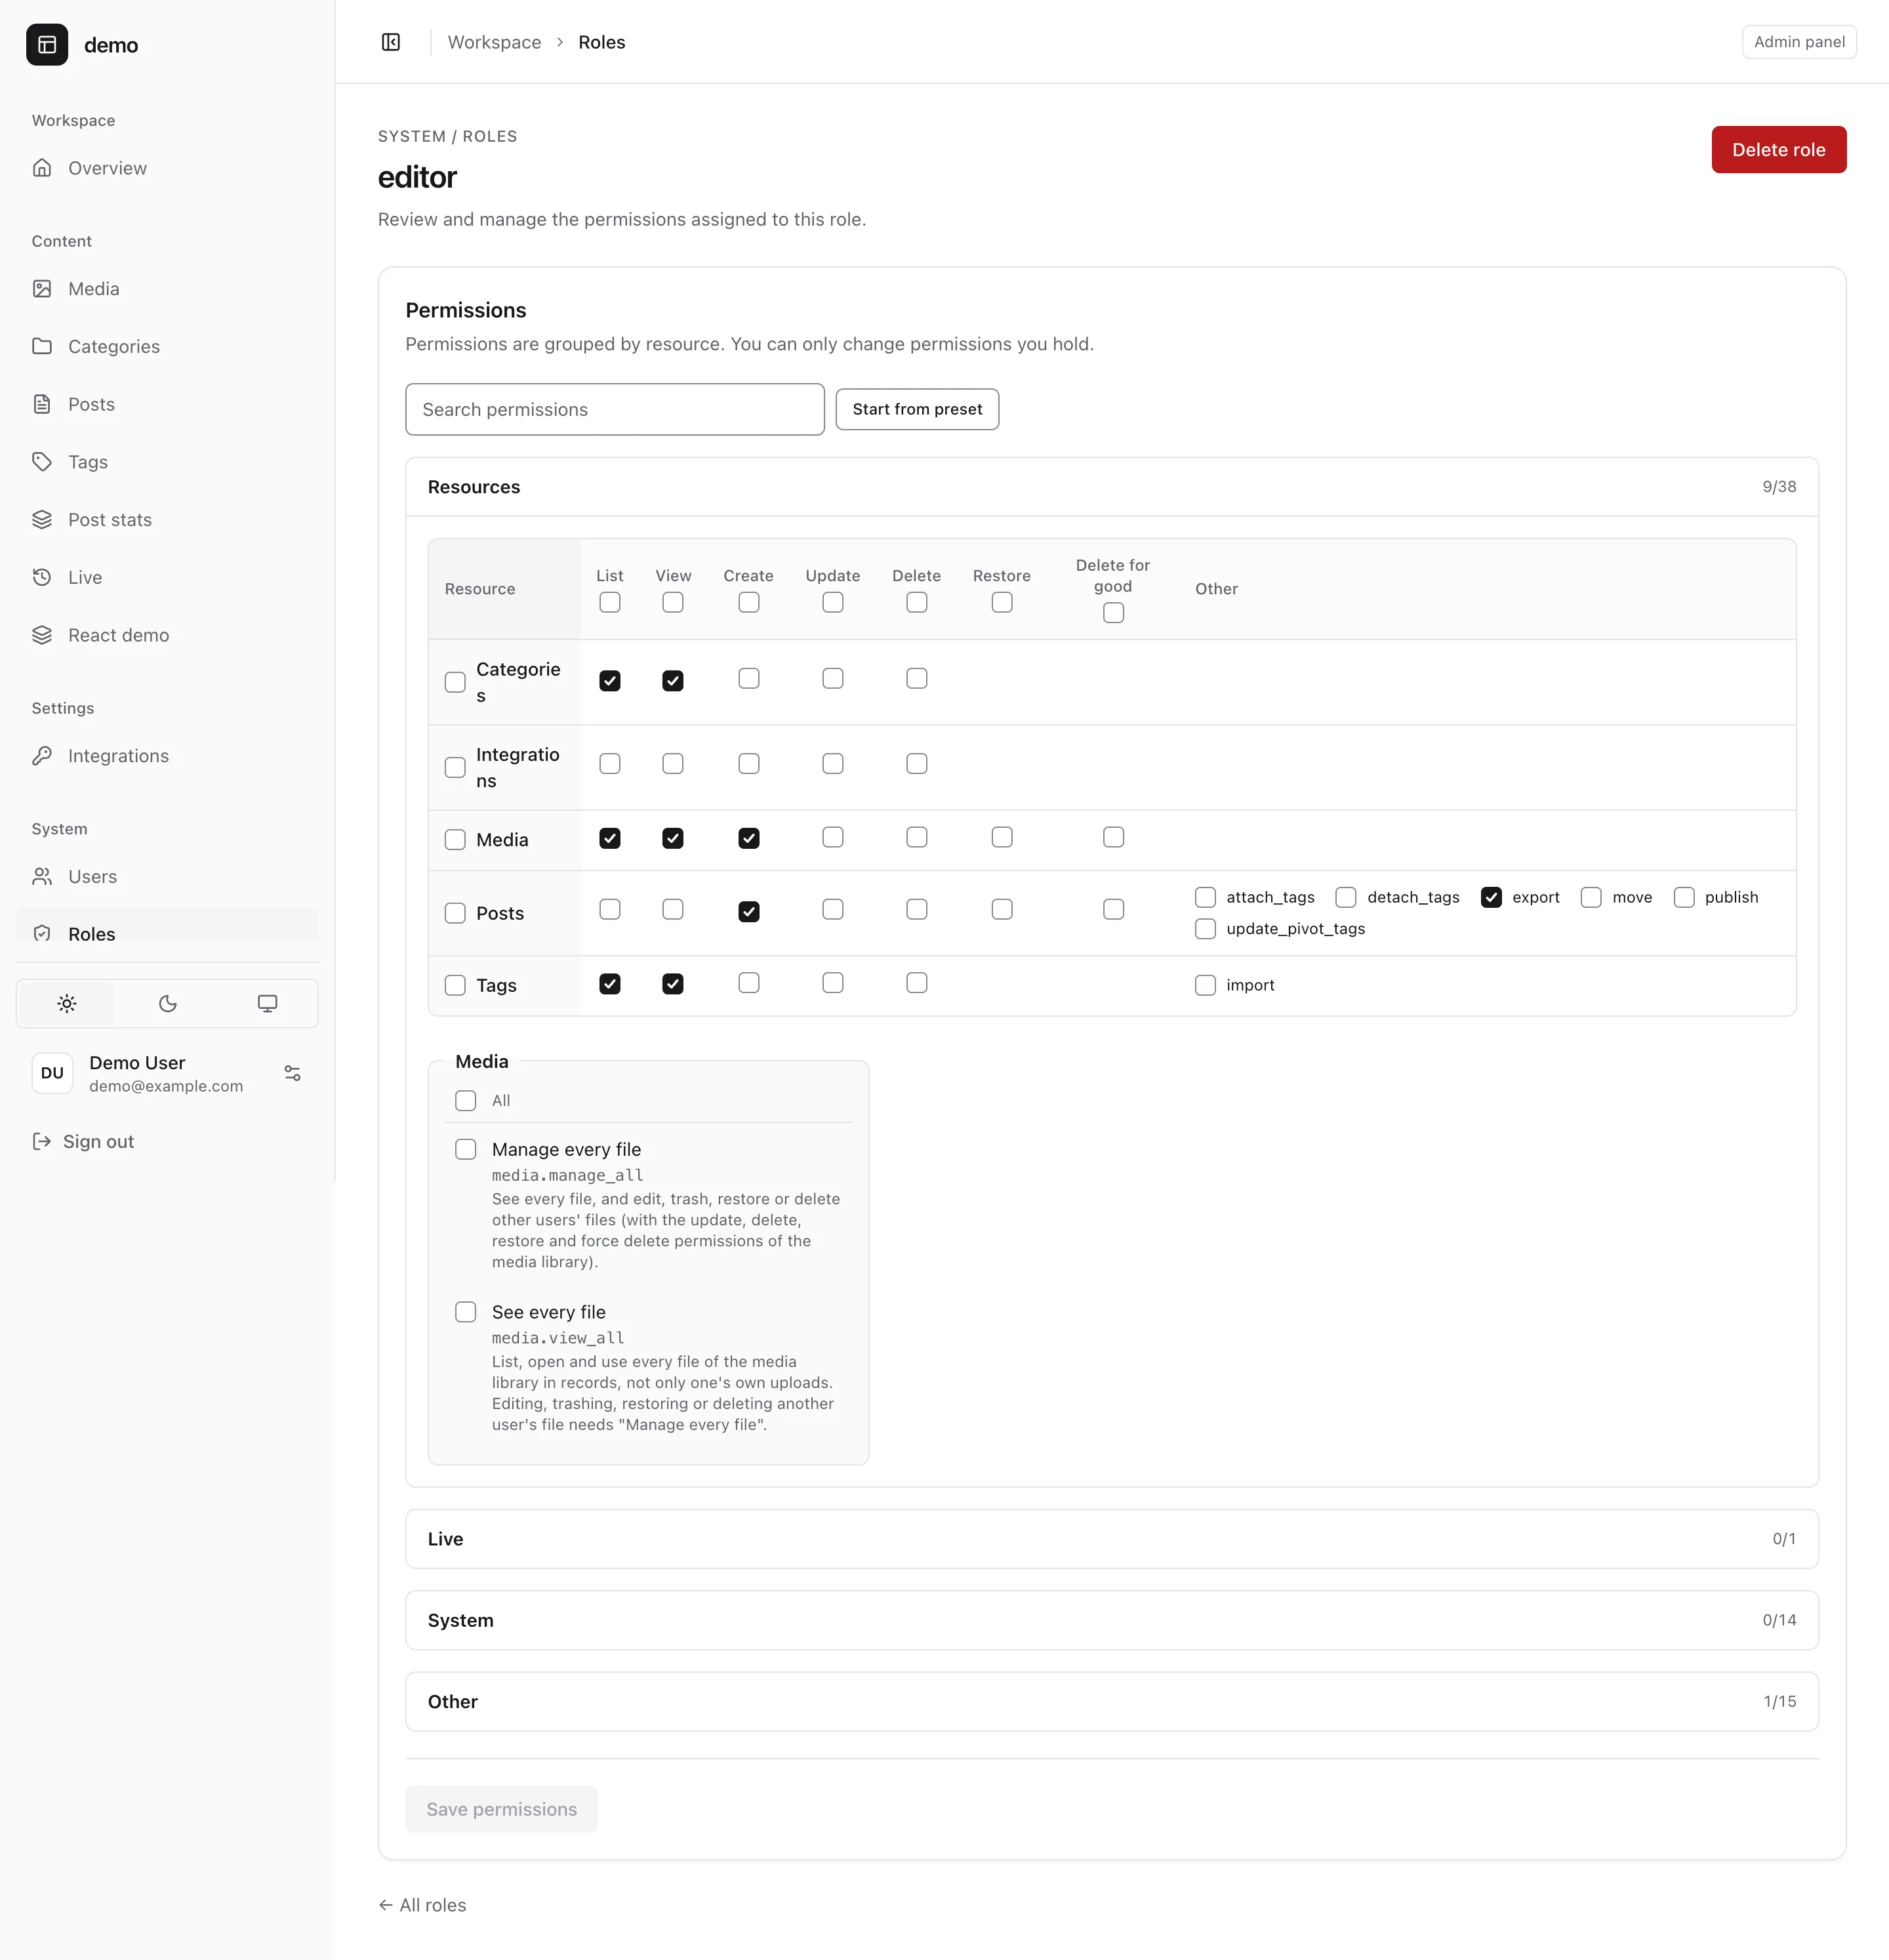 demo
Workspace
Overview
Content
Media
Categories
Posts
Tags
Post stats
Live
React demo
Settings
Integrations
System
Users
Roles
DU
Demo User
demo@example.com
Sign out
Workspace > Roles
Admin panel
SYSTEM / ROLES
editor
Review and manage the permissions assigned to this role.
Delete role
Permissions
Permissions are grouped by resource. You can only change permissions you hold.
Search permissions
Start from preset
Resources
9/38
Resource
List
View
Create
Update
Delete
Restore
Delete for
good
Other
Categorie
s
Integratio
ns
Media
Posts
attach_tags
detach_tags
export
move
publish
update_pivot_tags
Tags
import
Media
All
Manage every file
media.manage_all
See every file, and edit, trash, restore or delete
other users' files (with the update, delete,
restore and force delete permissions of the
media library).
See every file
media.view_all
List, open and use every file of the media
library in records, not only one's own uploads.
Editing, trashing, restoring or deleting another
user's file needs "Manage every file".
Live
0/1
System
0/14
Other
1/15
Save permissions
← All roles